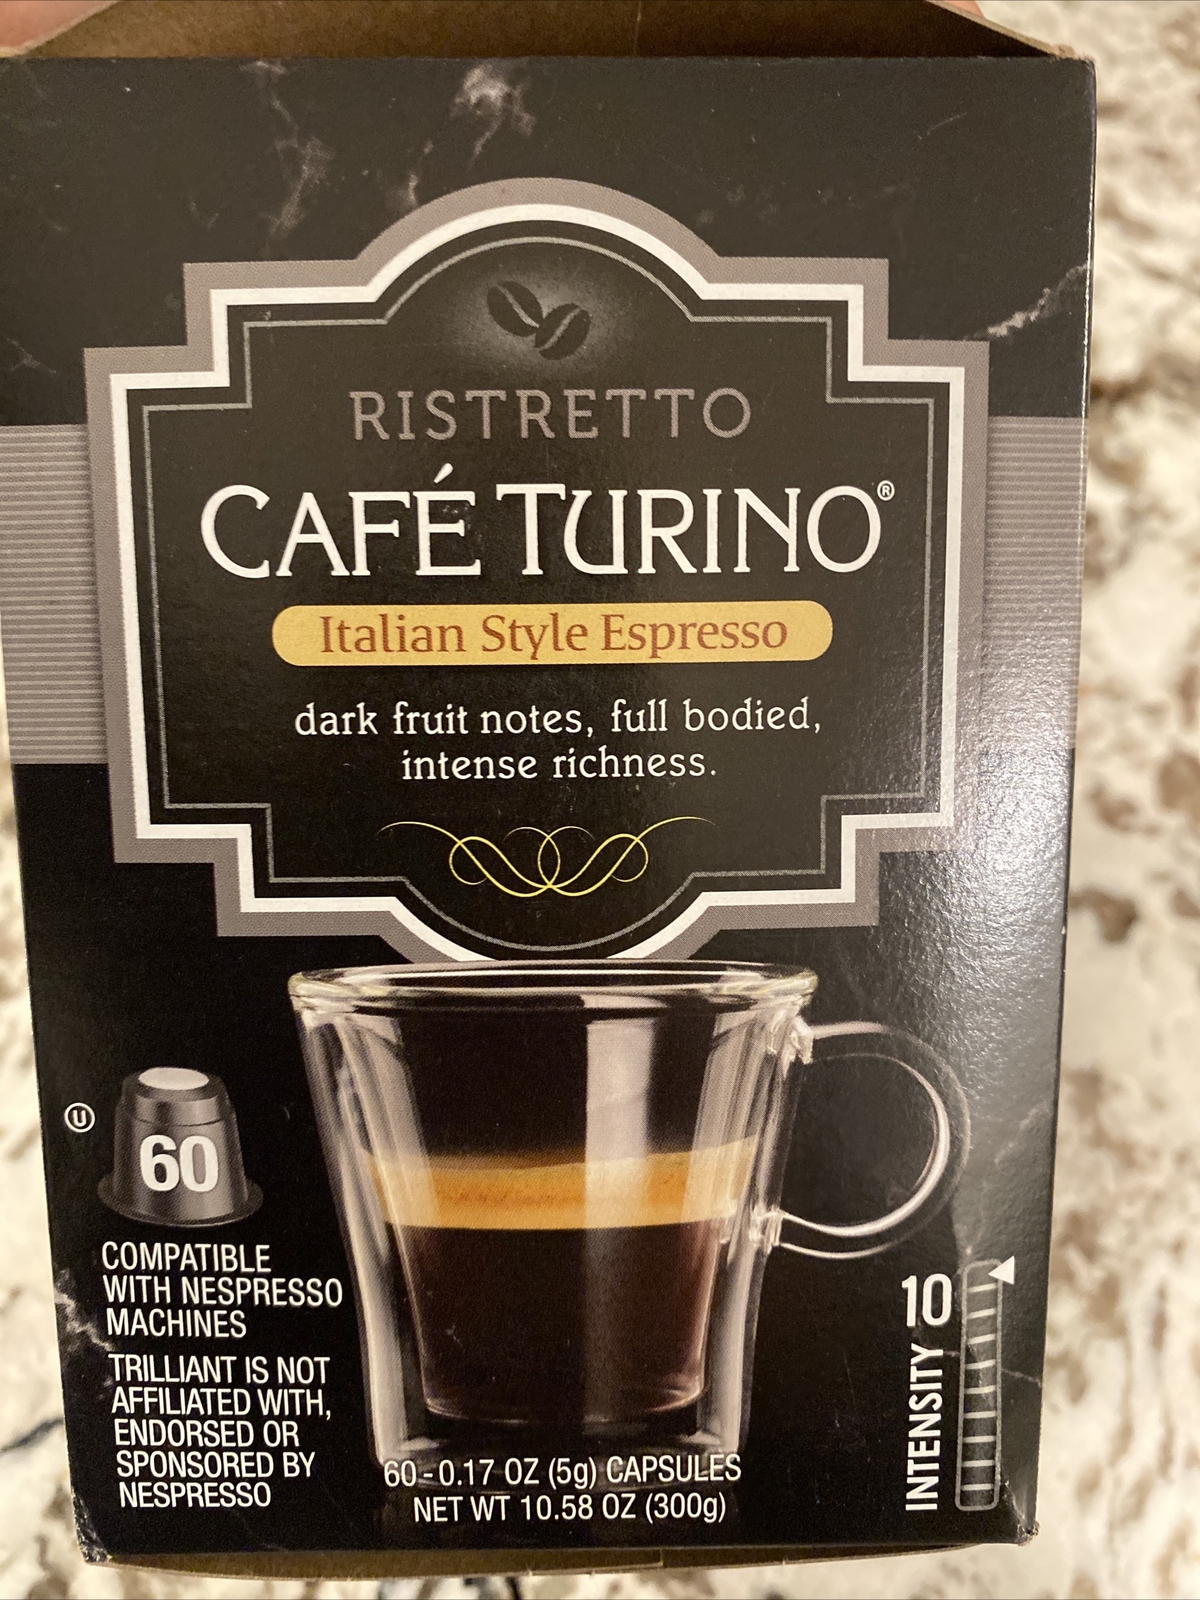 RISTRETTO
CAFÉ TURINO®
Italian Style Espresso
dark fruit notes, full bodied,
intense richness.
U
60
COMPATIBLE
WITH NESPRESSO
MACHINES
TRILLIANT IS NOT
AFFILIATED WITH,
ENDORSED OR
SPONSORED BY
NESPRESSO
60-0.17 OZ (5g) CAPSULES
NET WT 10.58 OZ (300g)
INTENSITY 10